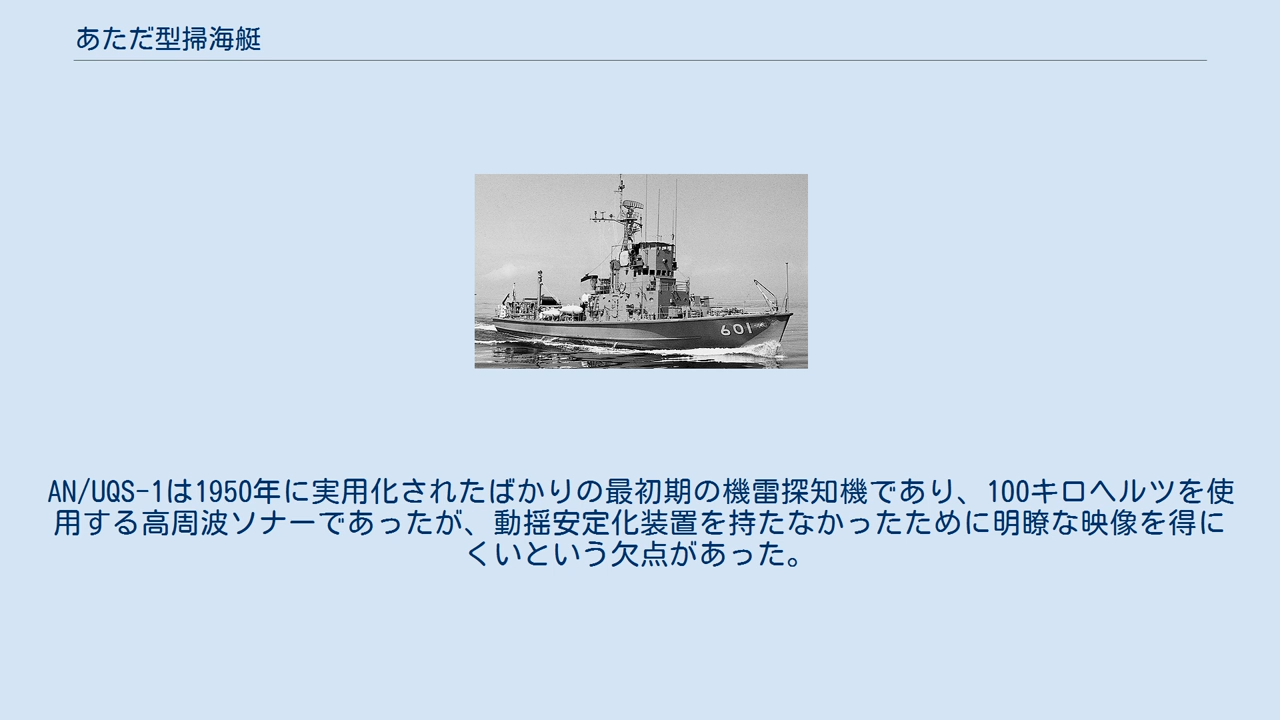 あただ型掃海艇
601
AN/UQS-1は1950年に実用化されたばかりの最初期の機雷探知機であり、100キロヘルツを使
用する高周波ソナーであったが、動揺安定化装置を持たなかったために明瞭な映像を得に
くいという欠点があった。